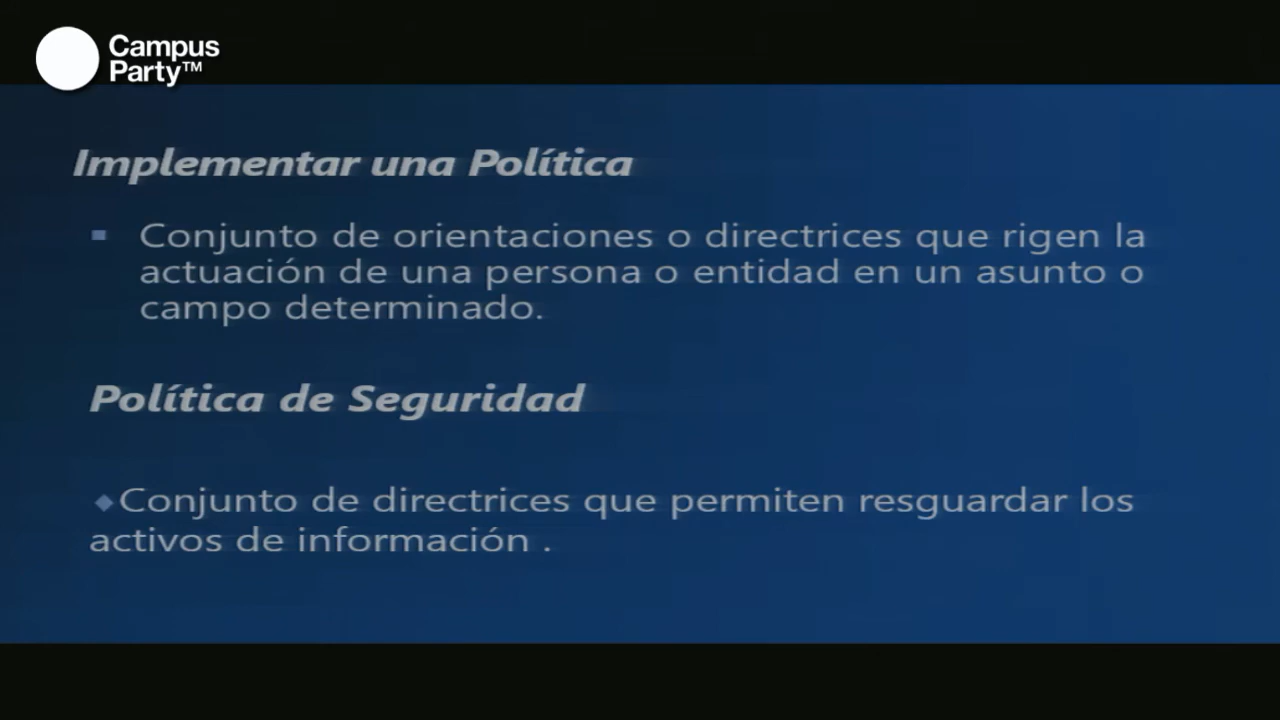 Campus
Party™
Implementar una Política
Conjunto de orientaciones o directrices que rigen la
actuación de una persona o entidad en un asunto o
campo determinado.
Política de Seguridad
Conjunto de directrices que permiten resguardar los
activos de información .